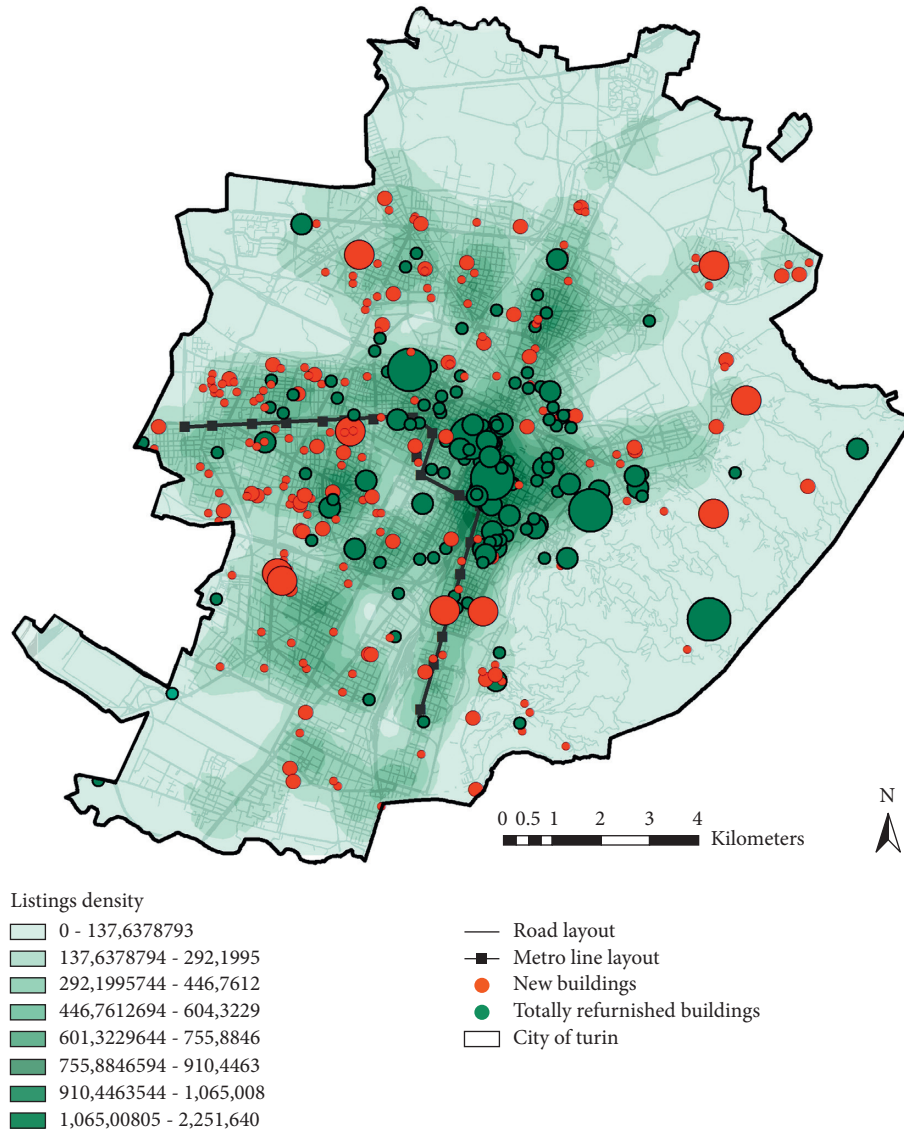 N
0 0.5 1 2 3 4
Kilometers
Listings density
0 - 137,6378793
137,6378794 - 292,1995
292,1995744 - 446,7612
446,7612694 - 604,3229
601,3229644 - 755,8846
755,8846594 - 910,4463
910,4463544 - 1,065,008
1,065,00805 - 2,251,640
Road layout
Metro line layout
New buildings
Totally refurnished buildings
City of turin